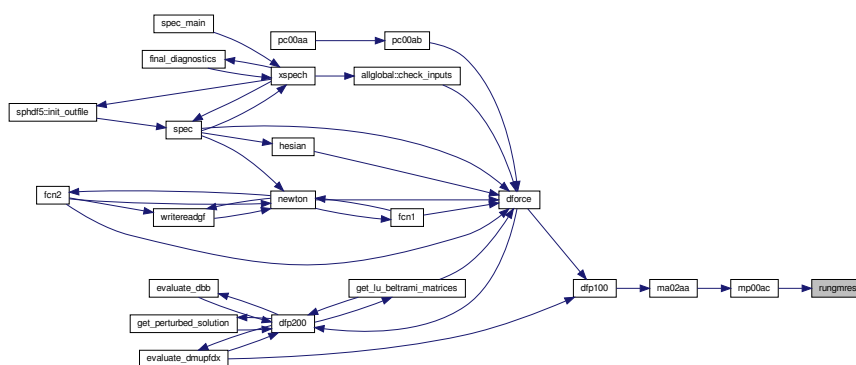 spec_main
final_diagnostics
pc00aa
pc00ab
xspech
allglobal::check_inputs
sphdf5::init_outfile
spec
hesian
fcn2
newton
dforce
writereadgf
fcn1
evaluate_dbb
get_lu_beltrami_matrices
dfp100
ma02aa
mp00ac
rungmres
get_perturbed_solution
dfp200
evaluate_dmupfdx